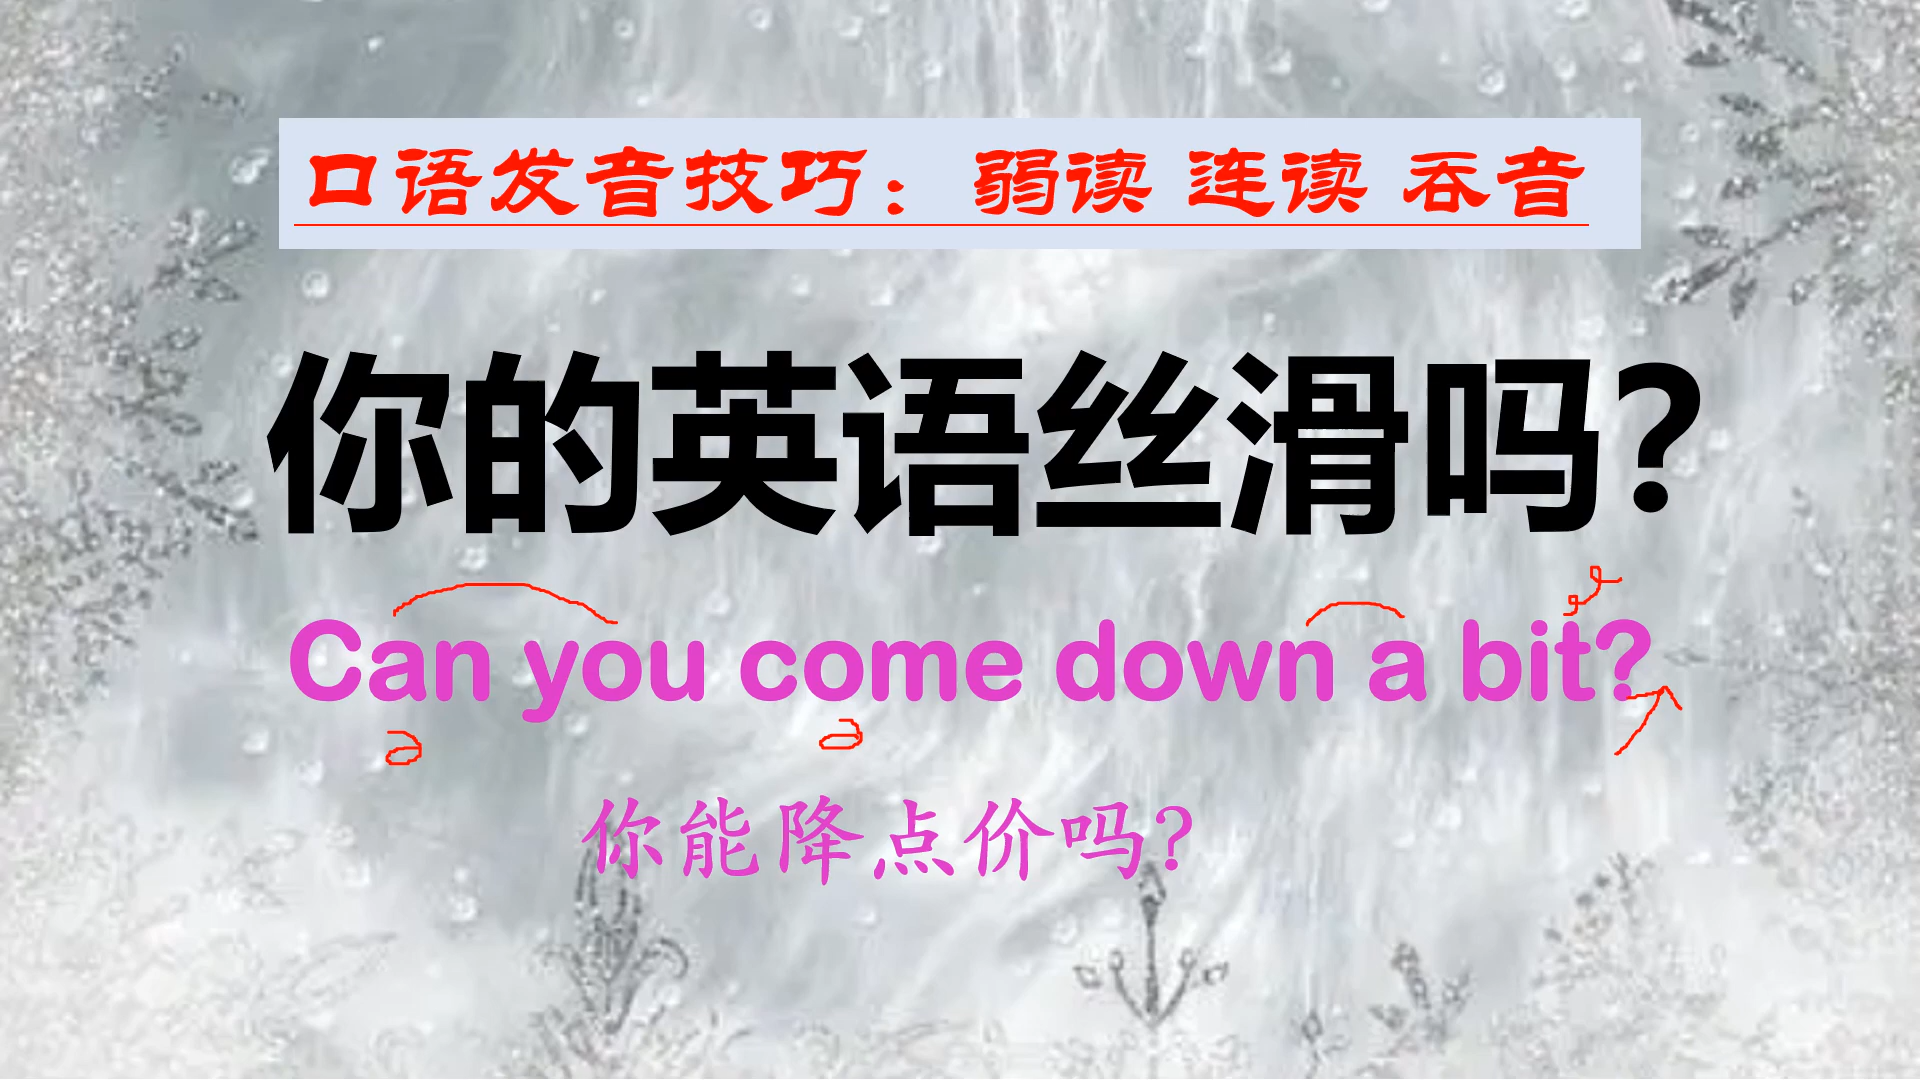 口语发音技巧：弱读 连读 吞音
你的英语丝滑吗？
Can you come down a bit?
ə ə
你能降点价吗？